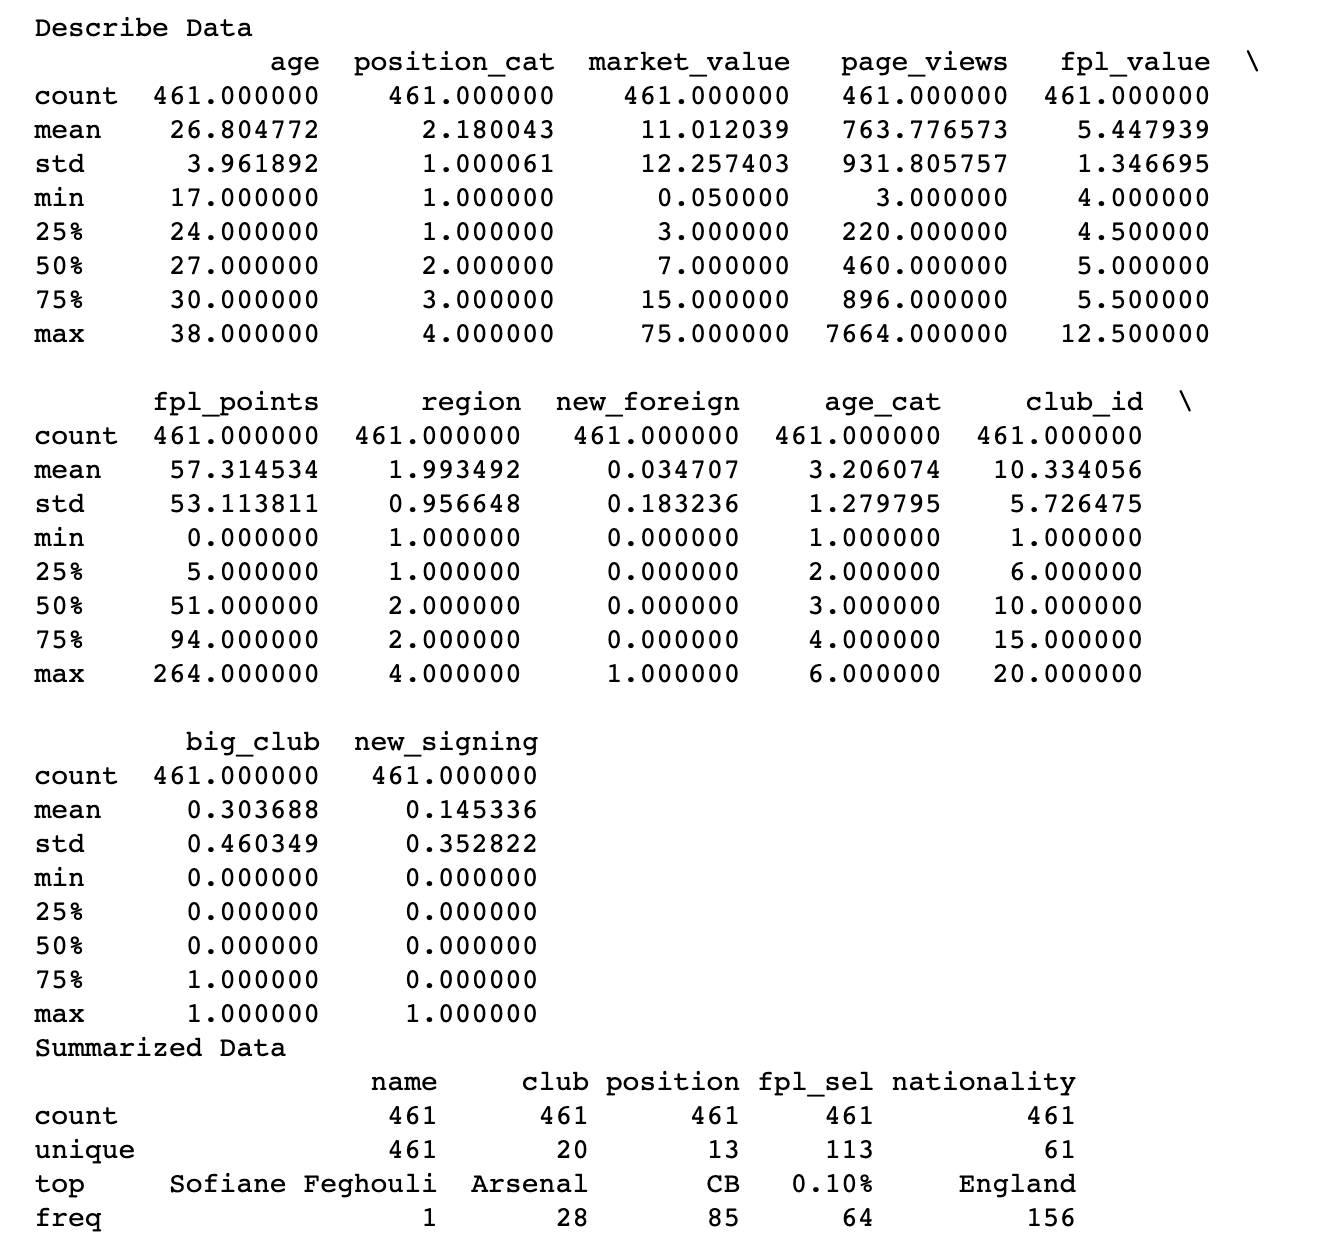 Describe Data
age position_cat market_value page_views fpl_value \
count 461.000000 461.000000 461.000000 461.000000 461.000000
mean 26.804772 2.180043 11.012039 763.776573 5.447939
std 3.961892 1.000061 12.257403 931.805757 1.346695
min 17.000000 1.000000 0.050000 3.000000 4.000000
25% 24.000000 1.000000 3.000000 220.000000 4.500000
50% 27.000000 2.000000 7.000000 460.000000 5.000000
75% 30.000000 3.000000 15.000000 896.000000 5.500000
max 38.000000 4.000000 75.000000 7664.000000 12.500000
fpl_points region new_foreign age_cat club_id \
count 461.000000 461.000000 461.000000 461.000000 461.000000
mean 57.314534 1.993492 0.034707 3.206074 10.334056
std 53.113811 0.956648 0.183236 1.279795 5.726475
min 0.000000 1.000000 0.000000 1.000000 1.000000
25% 5.000000 1.000000 0.000000 2.000000 6.000000
50% 51.000000 2.000000 0.000000 3.000000 10.000000
75% 94.000000 2.000000 0.000000 4.000000 15.000000
max 264.000000 4.000000 1.000000 6.000000 20.000000
big_club new_signing
count 461.000000 461.000000
mean 0.303688 0.145336
std 0.460349 0.352822
min 0.000000 0.000000
25% 0.000000 0.000000
50% 0.000000 0.000000
75% 1.000000 0.000000
max 1.000000 1.000000
Summarized Data
name club position fpl_sel nationality
count 461 461 461 461 461
unique 461 20 13 113 61
top Sofiane Feghouli Arsenal CB 0.10% England
freq 1 28 85 64 156